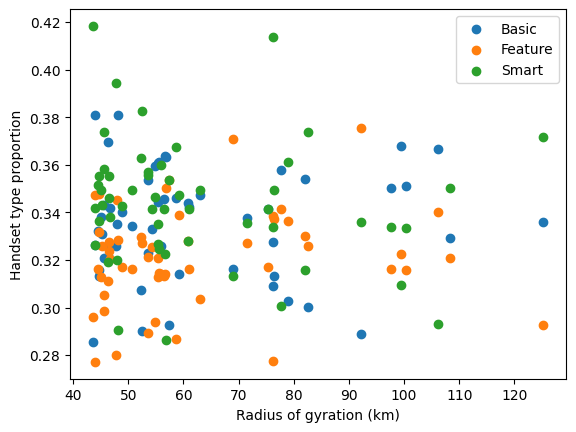 0.42
0.40
0.38
0.36
0.34
0.32
0.30
0.28
Handset type proportion
Basic
Feature
Smart
40 50 60 70 80 90 100 110 120
Radius of gyration (km)